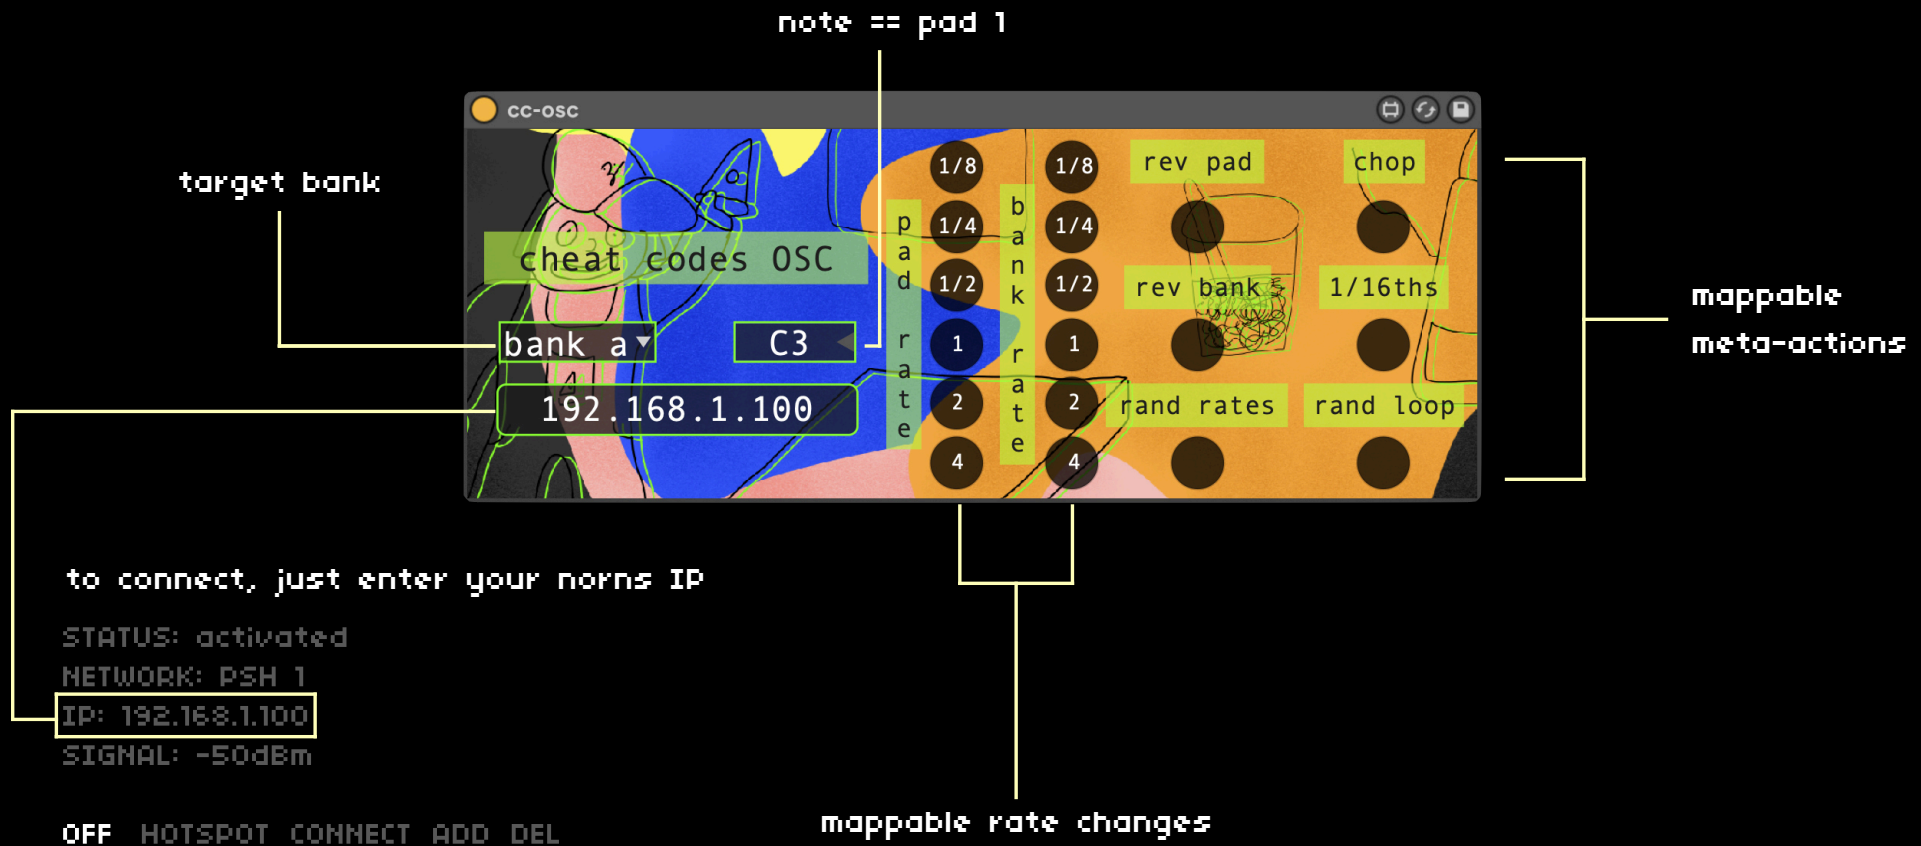 note == pad 1
cc-osc
target bank
cheat codes OSC
bank a
C3
192.168.1.100
pad rate
1/8
1/4
1/2
1
2
4
bank rate
1/8
1/4
1/2
1
2
4
rev pad
chop
rev bank
1/16ths
rand rates
rand loop
mappable
meta-actions
to connect, just enter your norns IP
STATUS: activated
NETWORK: PSH 1
IP: 192.168.1.100
SIGNAL: -50dBm
OFF HOTSPOT CONNECT ADD DEL
mappable rate changes